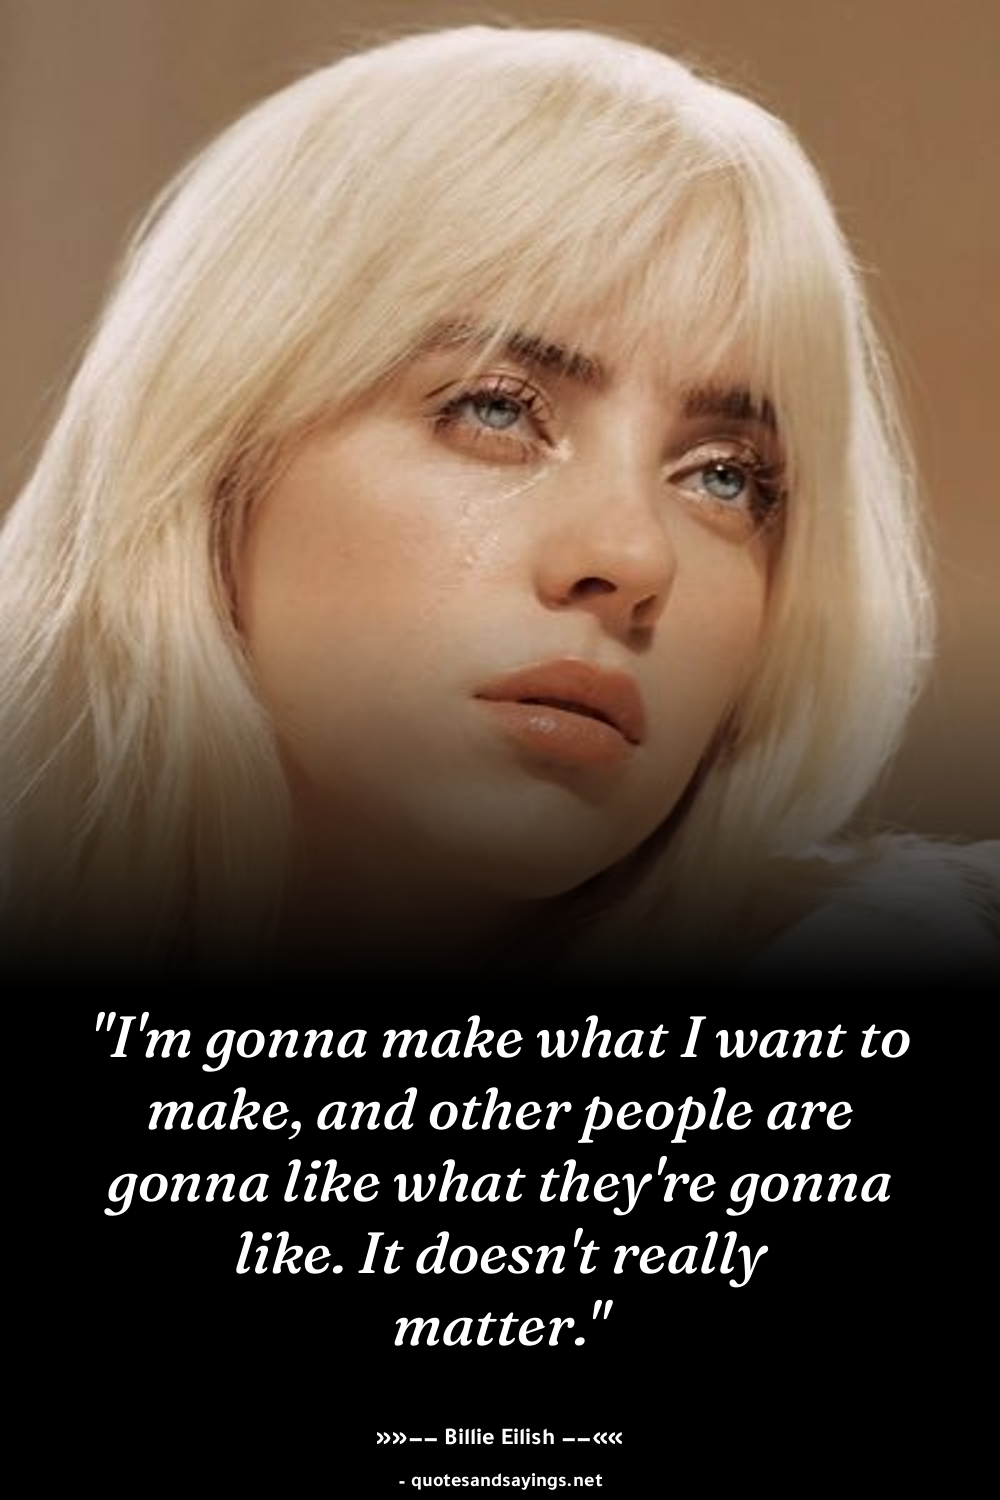 "I'm gonna make what I want to
make, and other people are
gonna like what they're gonna
like. It doesn't really
matter."
»»—— Billie Eilish ——««
- quotesandsayings.net